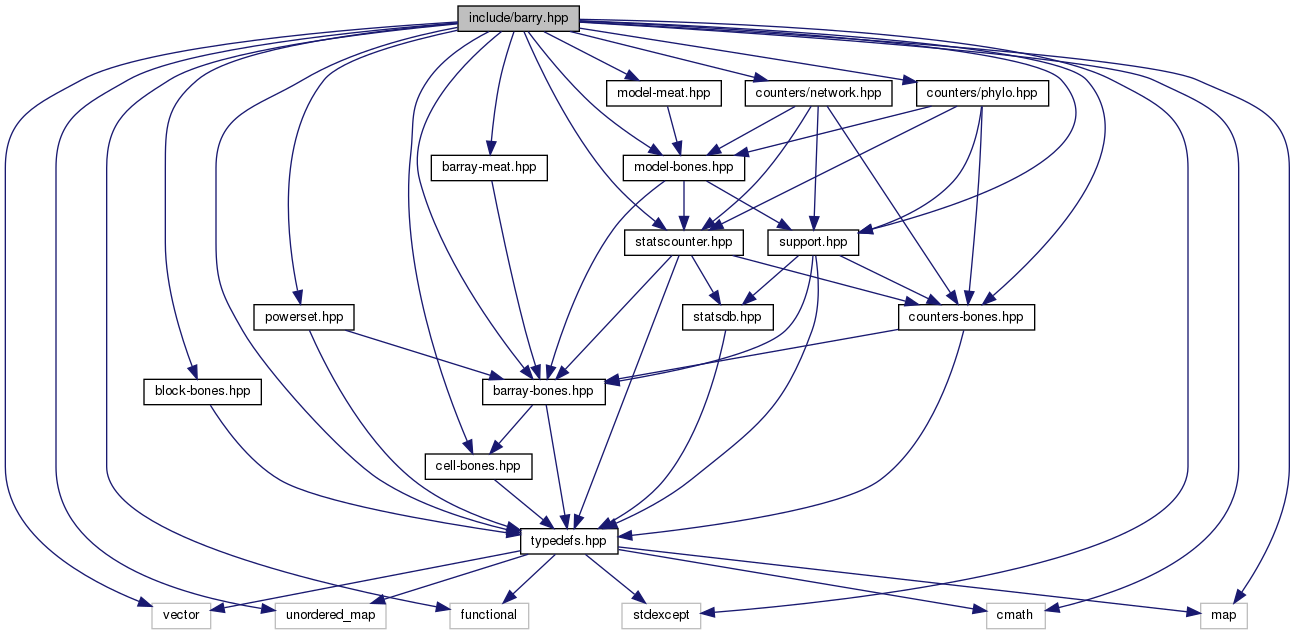 include/barry.hpp
model-meat.hpp
counters/network.hpp
counters/phylo.hpp
barray-meat.hpp
model-bones.hpp
statscounter.hpp
support.hpp
powerset.hpp
statsdb.hpp
counters-bones.hpp
block-bones.hpp
barray-bones.hpp
cell-bones.hpp
typedefs.hpp
vector
unordered_map
functional
stdexcept
cmath
map